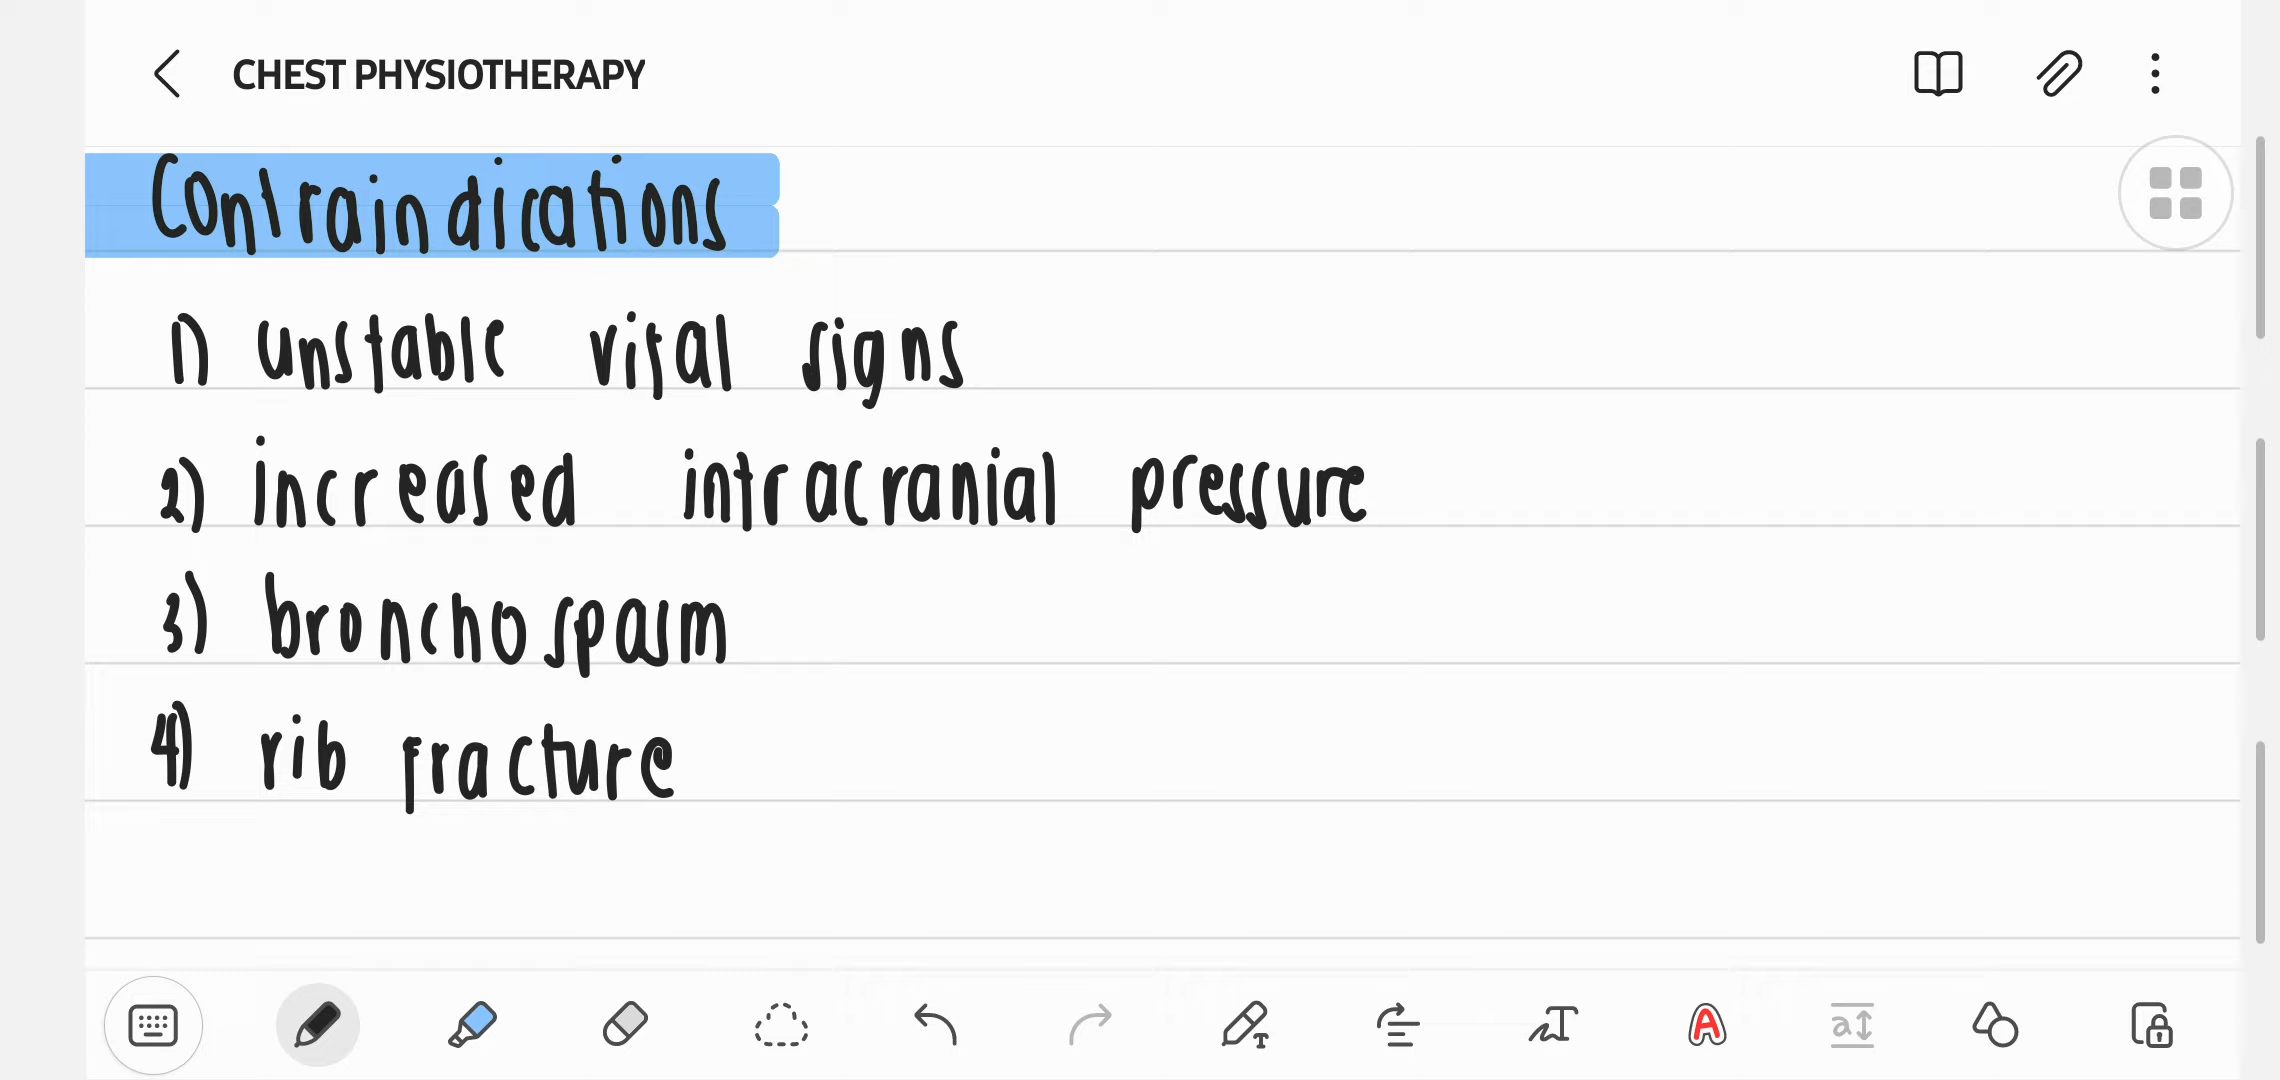 CHEST PHYSIOTHERAPY
Contraindications
1) unstable vital signs
2) increased intracranial pressure
3) bronchospasm
4) rib fracture